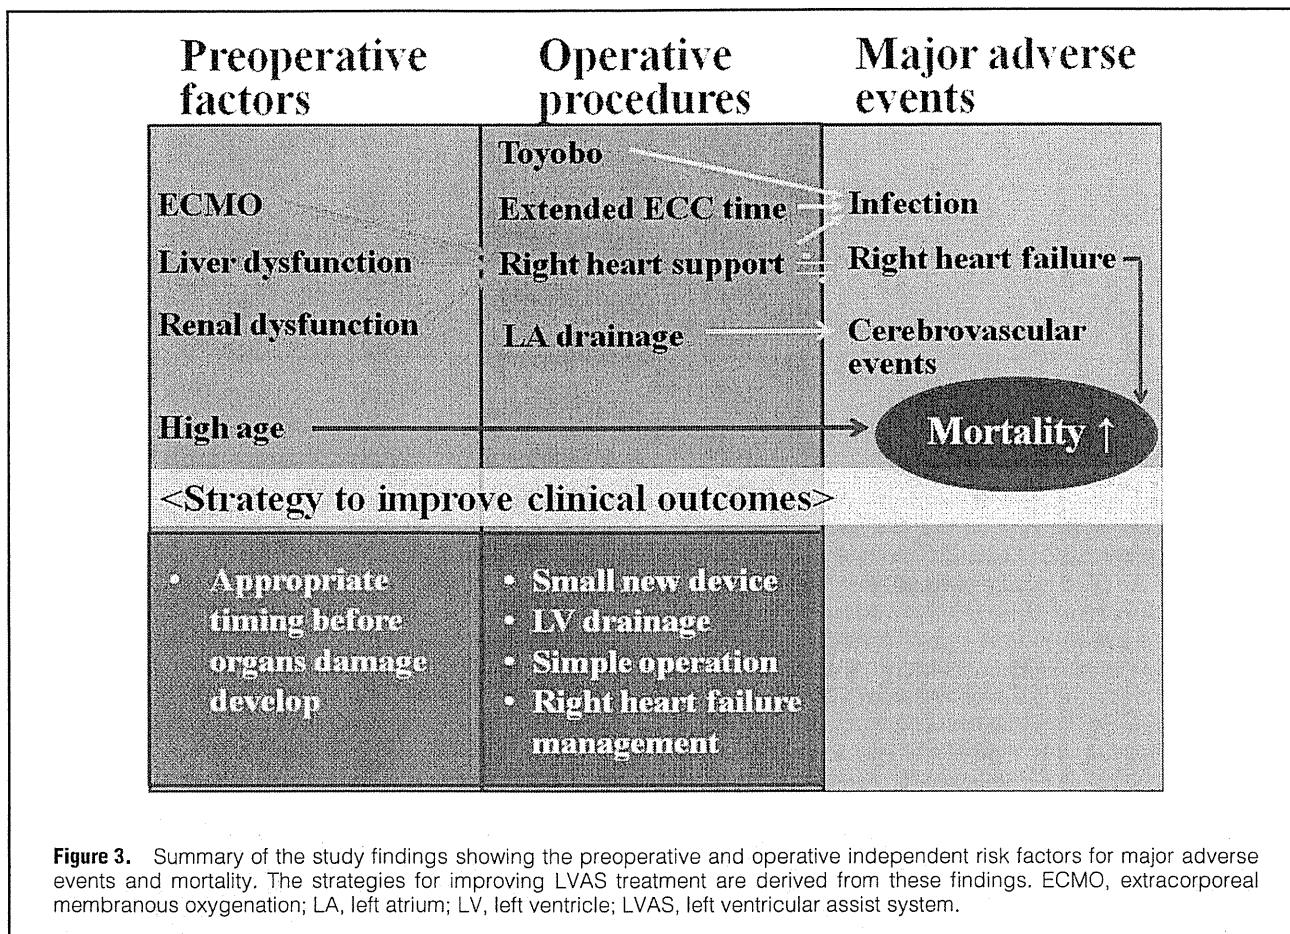 Preoperative factors
Operative procedures
Major adverse events
ECMO
Liver dysfunction
Renal dysfunction
High age
Toyobo
Extended ECC time
Right heart support
LA drainage
Infection
Right heart failure
Cerebrovascular
events
Mortality ↑
<Strategy to improve clinical outcomes>
• Appropriate
timing before
organs damage
develop
• Small new device
• LV drainage
• Simple operation
• Right heart failure
management
Figure 3. Summary of the study findings showing the preoperative and operative independent risk factors for major adverse
events and mortality. The strategies for improving LVAS treatment are derived from these findings. ECMO, extracorporeal
membranous oxygenation; LA, left atrium; LV, left ventricle; LVAS, left ventricular assist system.